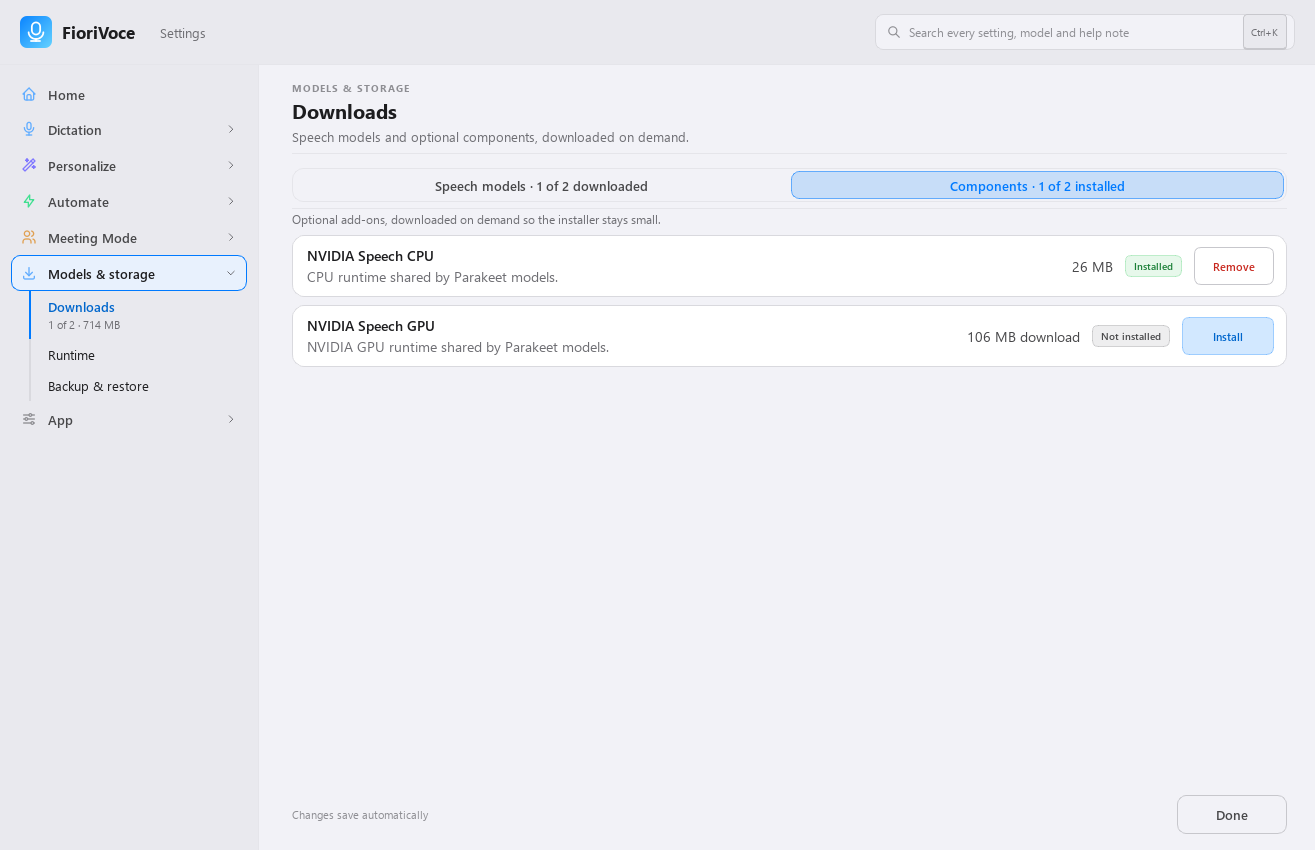 FioriVoce
Settings
Search every setting, model and help note
Ctrl+K
Home
Dictation
Personalize
Automate
Meeting Mode
Models & storage
Downloads
1 of 2 · 714 MB
Runtime
Backup & restore
App
MODELS & STORAGE
Downloads
Speech models and optional components, downloaded on demand.
Speech models · 1 of 2 downloaded
Components · 1 of 2 installed
Optional add-ons, downloaded on demand so the installer stays small.
NVIDIA Speech CPU
CPU runtime shared by Parakeet models.
26 MB
Installed
Remove
NVIDIA Speech GPU
NVIDIA GPU runtime shared by Parakeet models.
106 MB download
Not installed
Install
Changes save automatically
Done